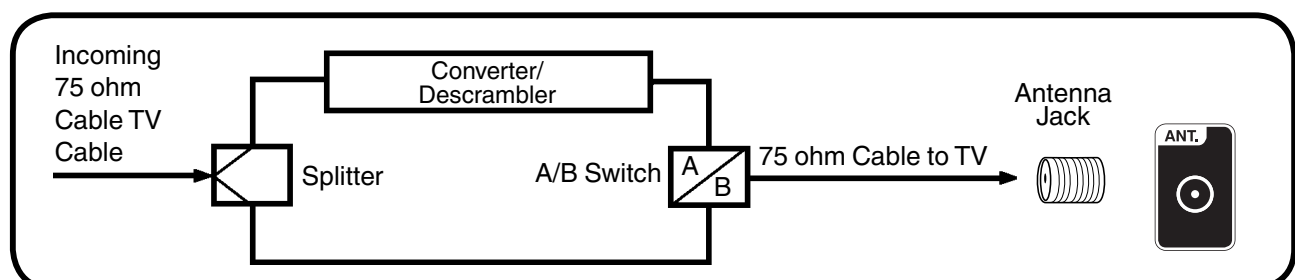 Incoming
75 ohm
Cable TV
Cable
Converter/
Descrambler
Splitter
A/B Switch
A
B
75 ohm Cable to TV
Antenna
Jack
ANT.